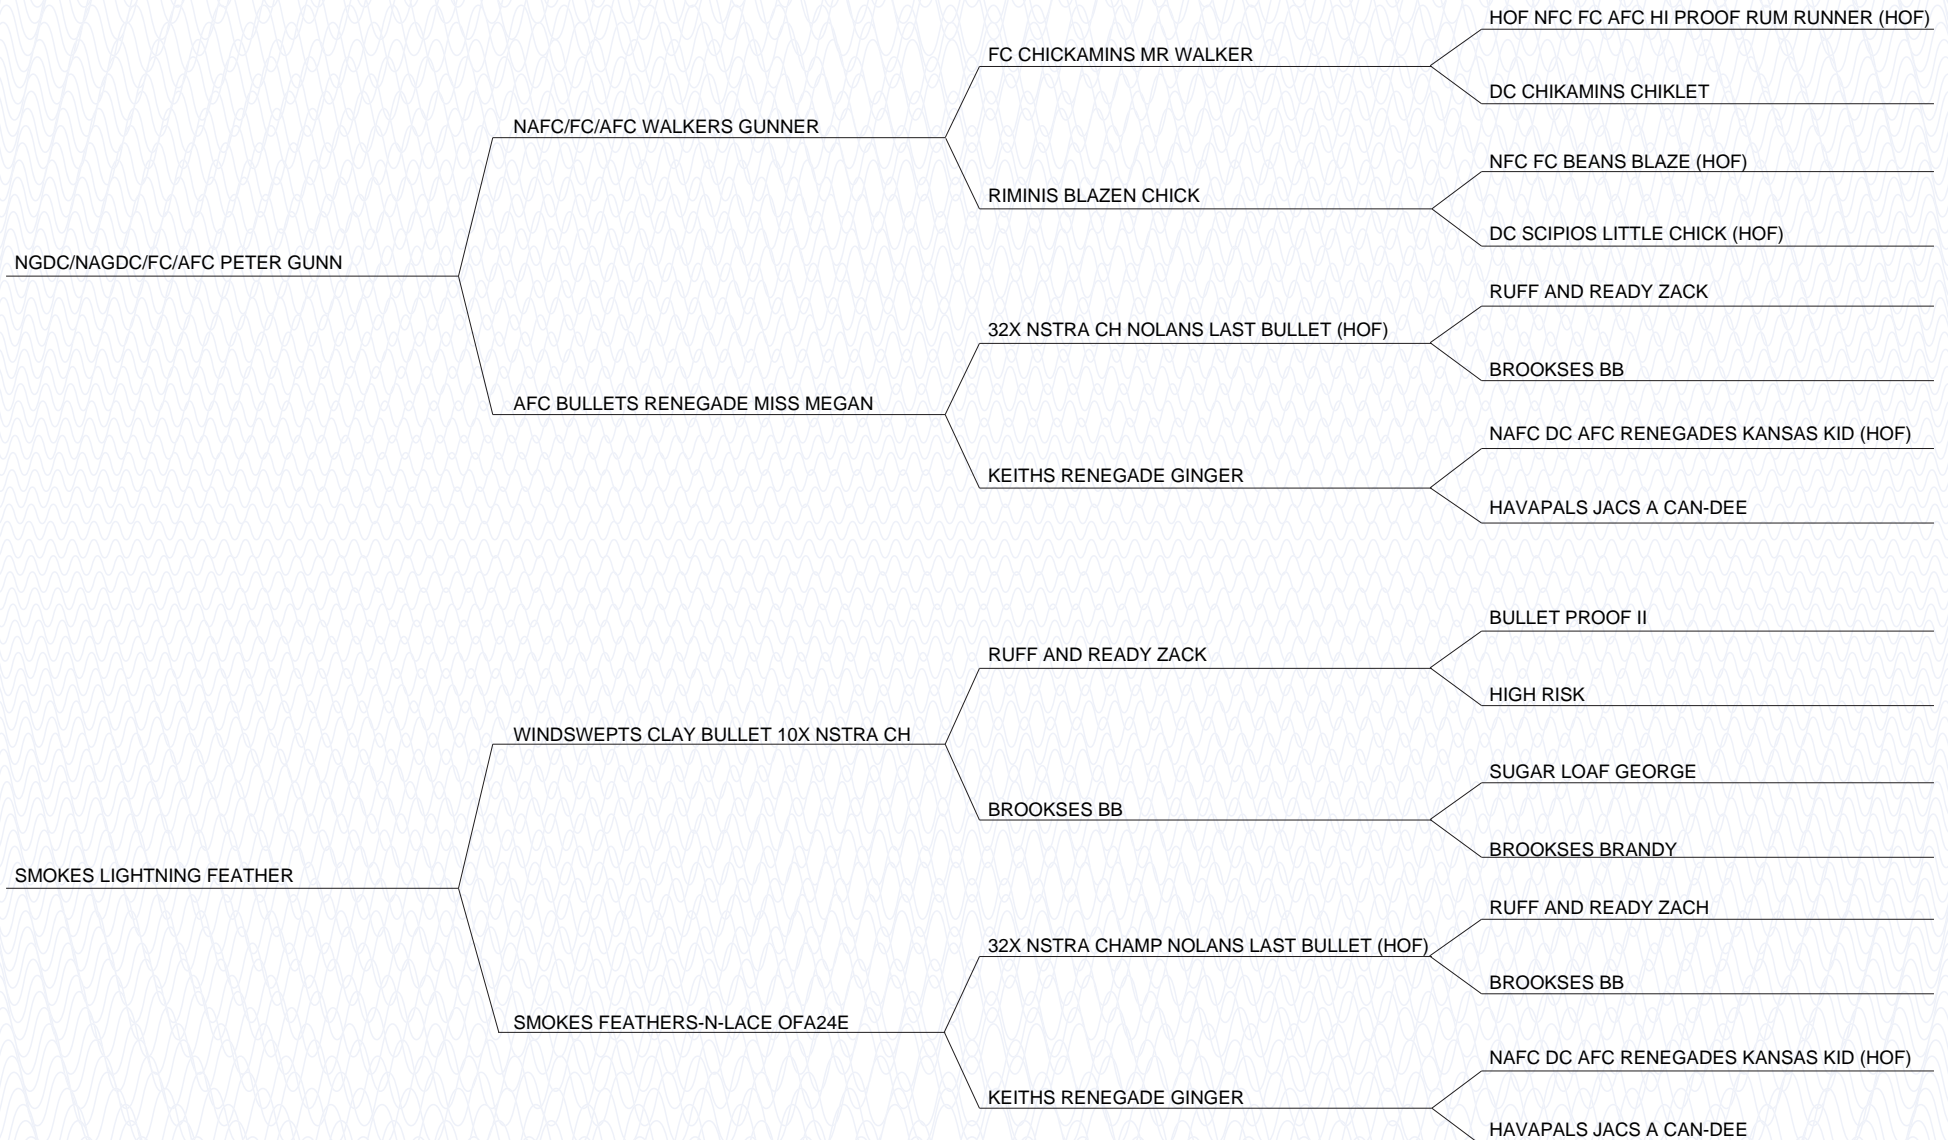 HOF NFC FC AFC HI PROOF RUM RUNNER (HOF)
FC CHICKAMINS MR WALKER
DC CHIKAMINS CHIKLET
NAFC/FC/AFC WALKERS GUNNER
NFC FC BEANS BLAZE (HOF)
RIMINIS BLAZEN CHICK
DC SCIPIOS LITTLE CHICK (HOF)
NGDC/NAGDC/FC/AFC PETER GUNN
RUFF AND READY ZACK
32X NSTRA CH NOLANS LAST BULLET (HOF)
BROOKSES BB
AFC BULLETS RENEGADE MISS MEGAN
NAFC DC AFC RENEGADES KANSAS KID (HOF)
KEITHS RENEGADE GINGER
HAVAPALS JACS A CAN-DEE
BULLET PROOF II
RUFF AND READY ZACK
HIGH RISK
WINDSWEPTS CLAY BULLET 10X NSTRA CH
SUGAR LOAF GEORGE
BROOKSES BB
BROOKSES BRANDY
SMOKES LIGHTNING FEATHER
RUFF AND READY ZACH
32X NSTRA CHAMP NOLANS LAST BULLET (HOF)
BROOKSES BB
SMOKES FEATHERS-N-LACE OFA24E
NAFC DC AFC RENEGADES KANSAS KID (HOF)
KEITHS RENEGADE GINGER
HAVAPALS JACS A CAN-DEE